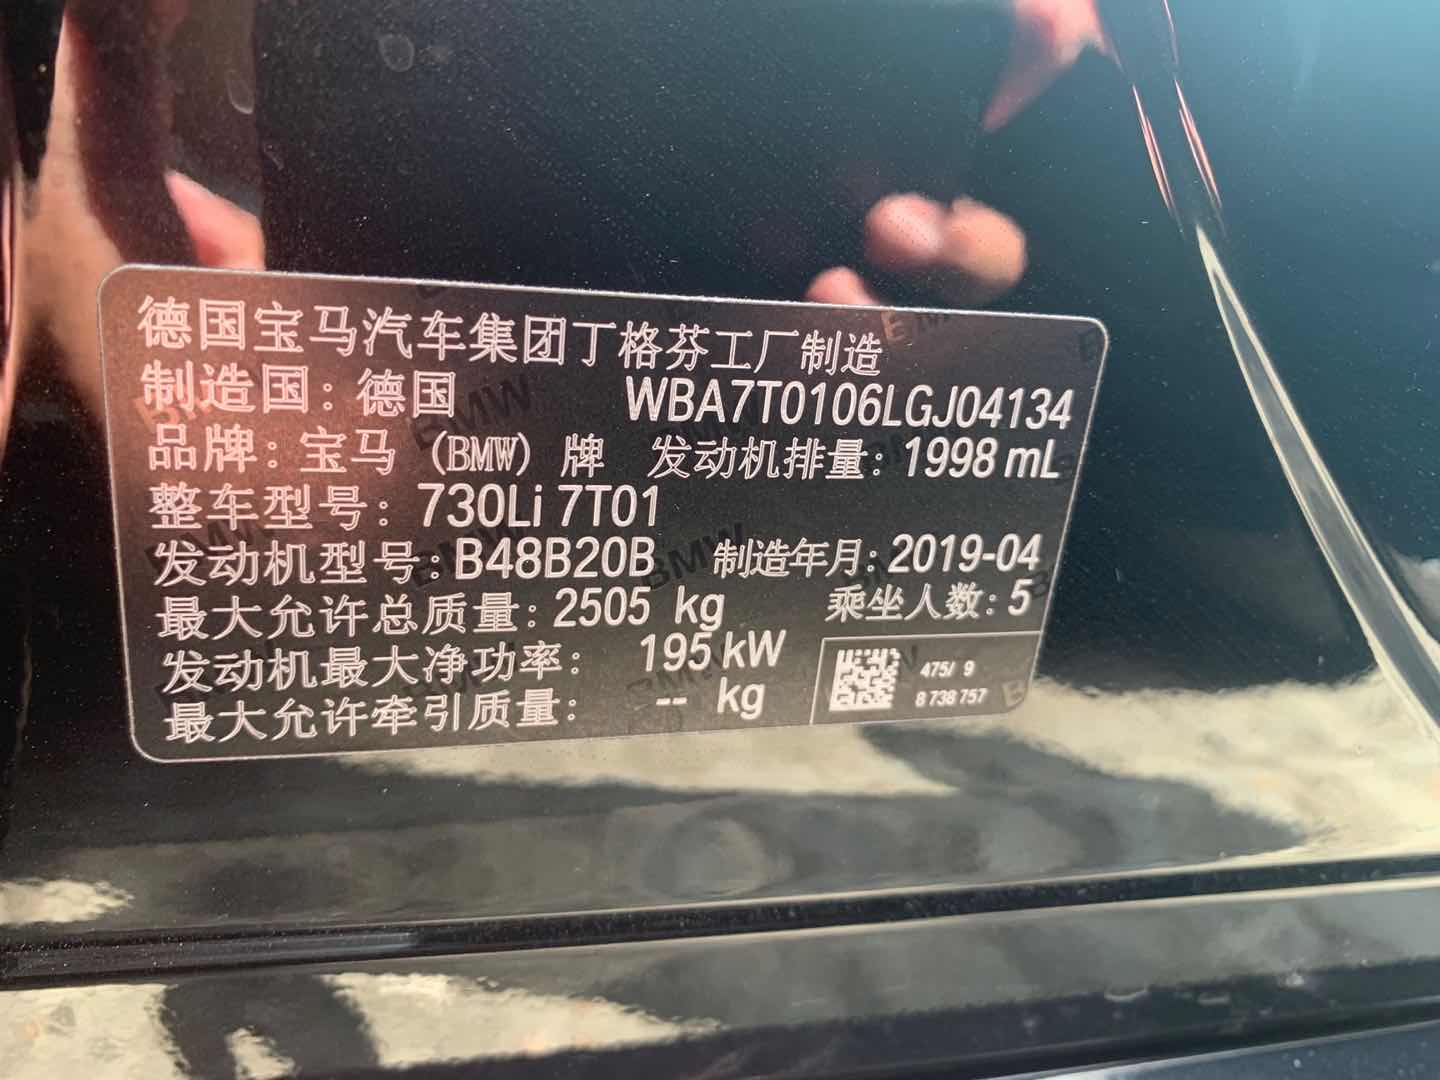 德国宝马汽车集团丁格芬工厂制造
制造国：德国 WBA7T0106LGJ04134
品牌：宝马（BMW）牌 发动机排量：1998 mL
整车型号：730Li 7T01
发动机型号：B48B20B 制造年月：2019-04
最大允许总质量：2505 kg 乘坐人数：5
发动机最大净功率： 195 kW
最大允许牵引质量： -- kg
475/ 9
8 738 757